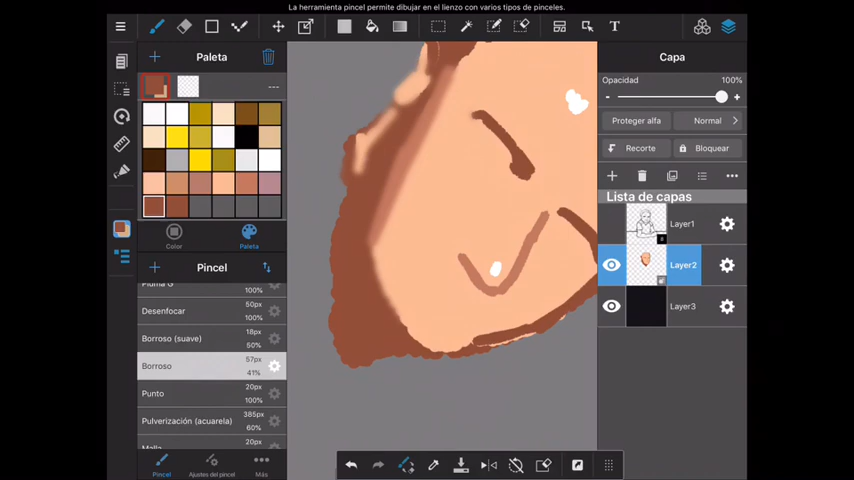 La herramienta pincel permite dibujar en el lienzo con varios tipos de pinceles.
T
Paleta
Color
Paleta
Pincel
Pluma G
100%
Desenfocar
50px
100%
Borroso (suave)
18px
50%
Borroso
57px
41%
Punto
20px
100%
Pulverización (acuarela)
385px
60%
Malla
20px
Pincel
Ajustes del pincel
Más
Capa
Opacidad
100%
Proteger alfa
Normal
Recorte
Bloquear
Lista de capas
Layer1
Layer2
Layer3